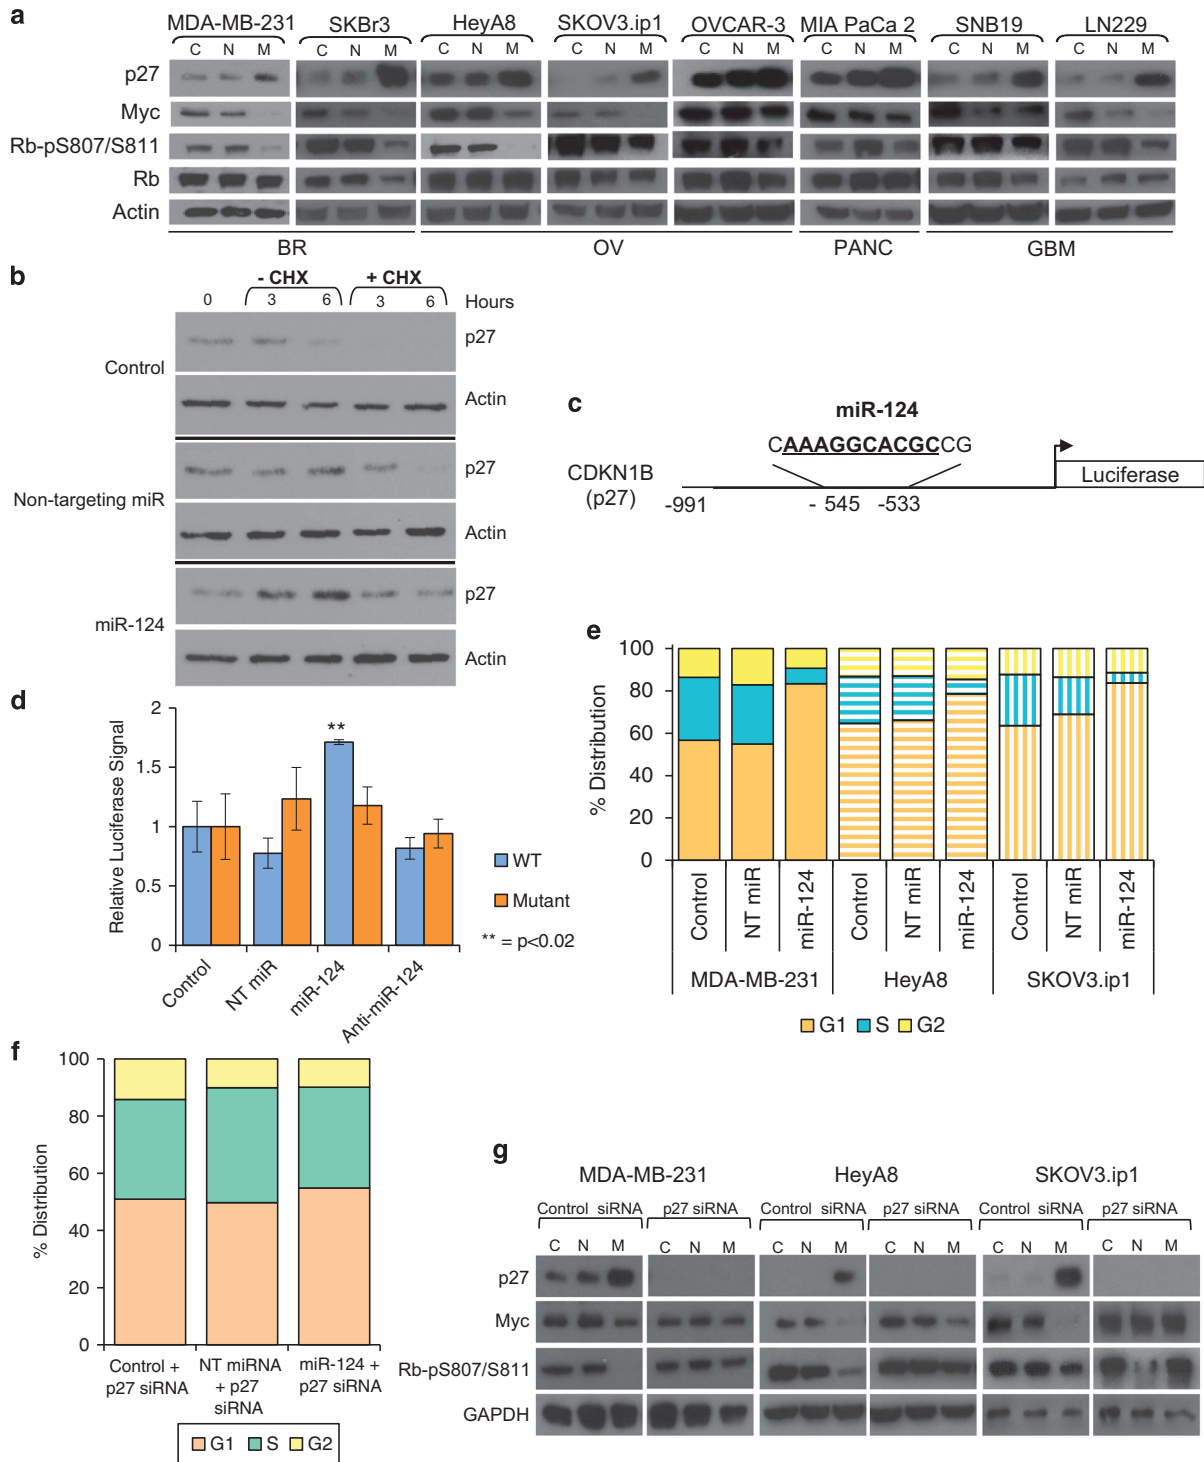 a
MDA-MB-231 SKBr3 HeyA8 SKOV3.ip1 OVCAR-3 MIA PaCa 2 SNB19 LN229
C N M C N M C N M C N M C N M C N M C N M C N M
p27
Myc
Rb-pS807/S811
Rb
Actin
BR OV PANC GBM
b
- CHX + CHX
0 3 6 3 6 Hours
p27
Control
Actin
p27
Non-targeting miR
Actin
p27
miR-124
Actin
c
miR-124
CAAAGGCACGCCG
CDKN1B
(p27)
Luciferase
-991 - 545 -533
d
Relative Luciferase Signal
2
1.5
1
0.5
0
**
WT
Mutant
** = p<0.02
Control NT miR miR-124 Anti-miR-124
e
% Distribution
100
80
60
40
20
0
Control NT miR miR-124 Control NT miR miR-124 Control NT miR miR-124
MDA-MB-231 HeyA8 SKOV3.ip1
G1 S G2
f
% Distribution
100
80
60
40
20
0
Control + p27 siRNA
NT miRNA + p27 siRNA
miR-124 + p27 siRNA
G1 S G2
g
MDA-MB-231 HeyA8 SKOV3.ip1
Control siRNA p27 siRNA Control siRNA p27 siRNA Control siRNA p27 siRNA
C N M C N M C N M C N M C N M C N M
p27
Myc
Rb-pS807/S811
GAPDH